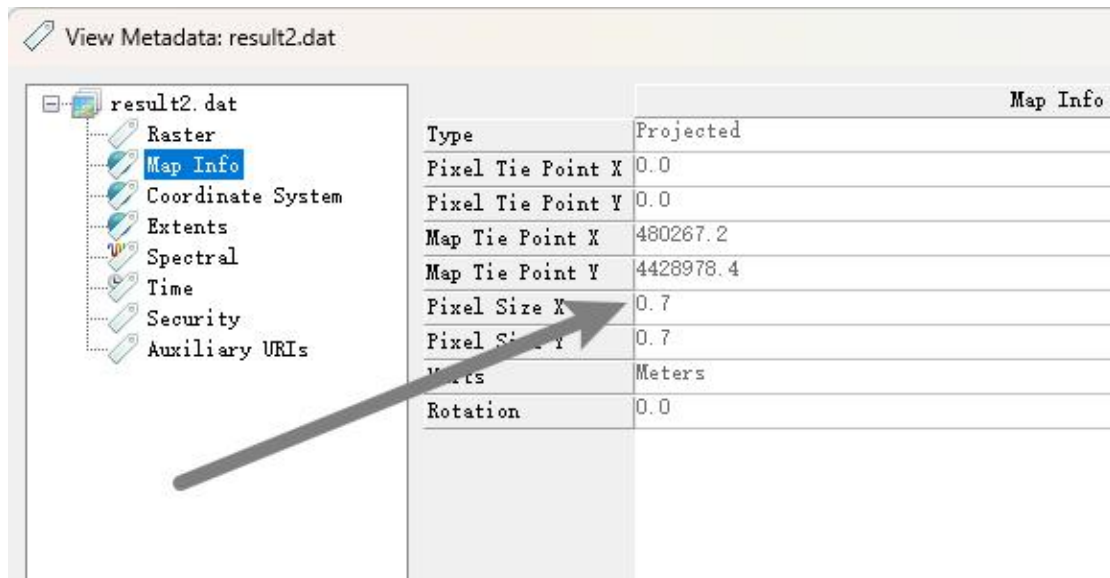 View Metadata: result2.dat
result2.dat
Raster
Map Info
Coordinate System
Extents
Spectral
Time
Security
Auxiliary URIs
Map Info
Type Projected
Pixel Tie Point X 0.0
Pixel Tie Point Y 0.0
Map Tie Point X 480267.2
Map Tie Point Y 4428978.4
Pixel Size X 0.7
Pixel Size Y 0.7
Meters
Rotation 0.0